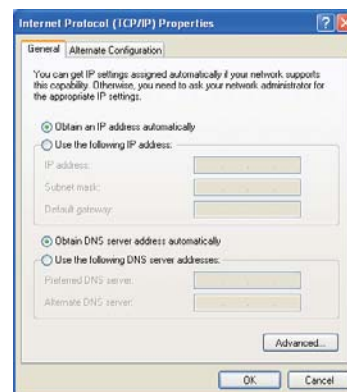 Internet Protocol (TCP/IP) Properties
General Alternate Configuration
You can get IP settings assigned automatically if your network supports
this capability. Otherwise, you need to ask your network administrator for
the appropriate IP settings.
Obtain an IP address automatically
Use the following IP address:
IP address:
Subnet mask:
Default gateway:
Obtain DNS server address automatically
Use the following DNS server addresses:
Preferred DNS server:
Alternate DNS server:
Advanced...
OK Cancel